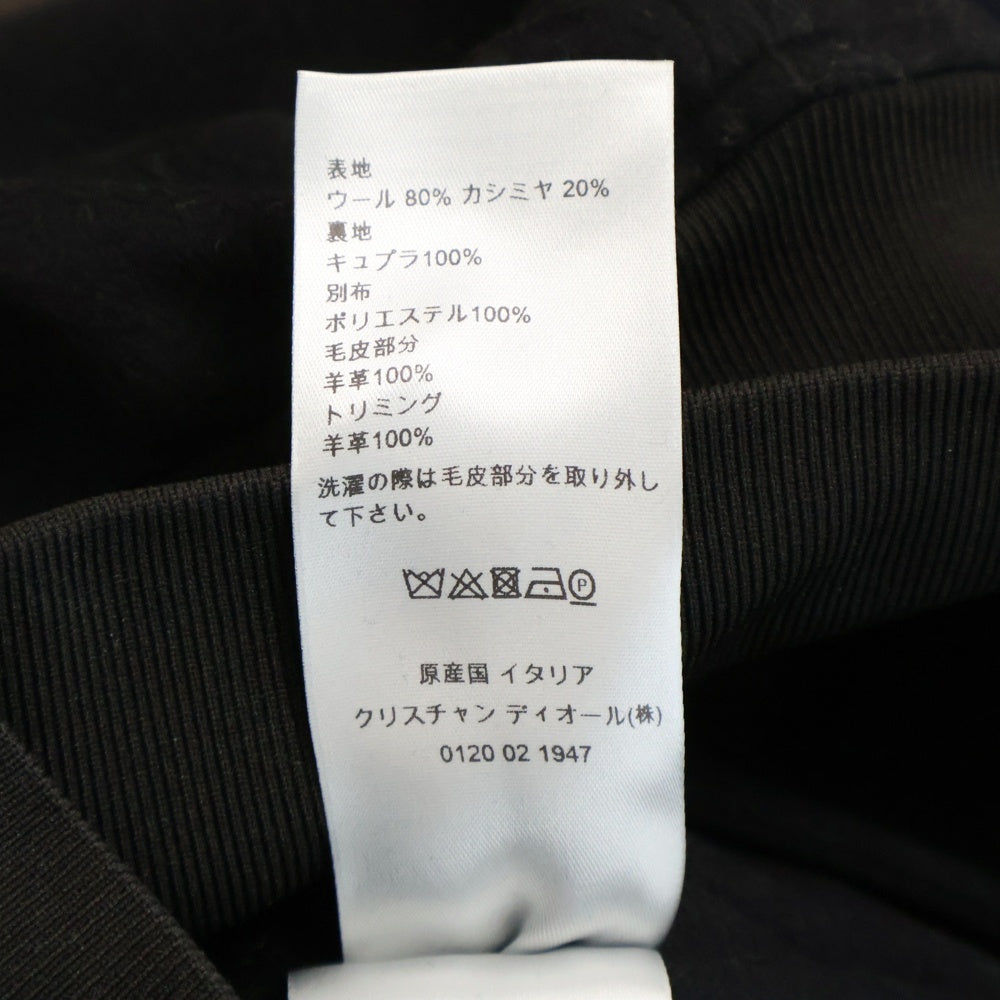 表地
ウール 80% カシミヤ 20%
裏地
キュプラ100%
別布
ポリエステル100%
毛皮部分
羊革100%
トリミング
羊革100%
洗濯の際は毛皮部分を取り外し
て下さい。
P
原産国 イタリア
クリスチャン ディオール(株)
0120 02 1947